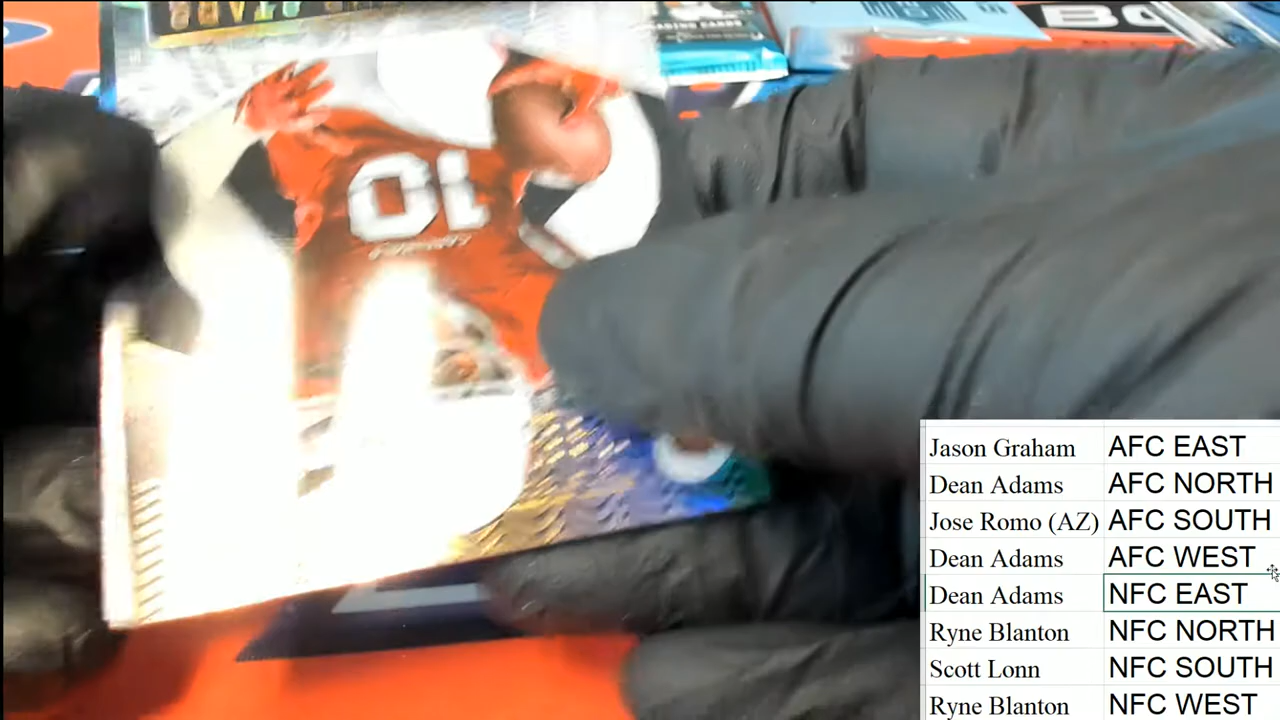 BO
10
Jason Graham AFC EAST
Dean Adams AFC NORTH
Jose Romo (AZ) AFC SOUTH
Dean Adams AFC WEST
Dean Adams NFC EAST
Ryne Blanton NFC NORTH
Scott Lonn NFC SOUTH
Ryne Blanton NFC WEST